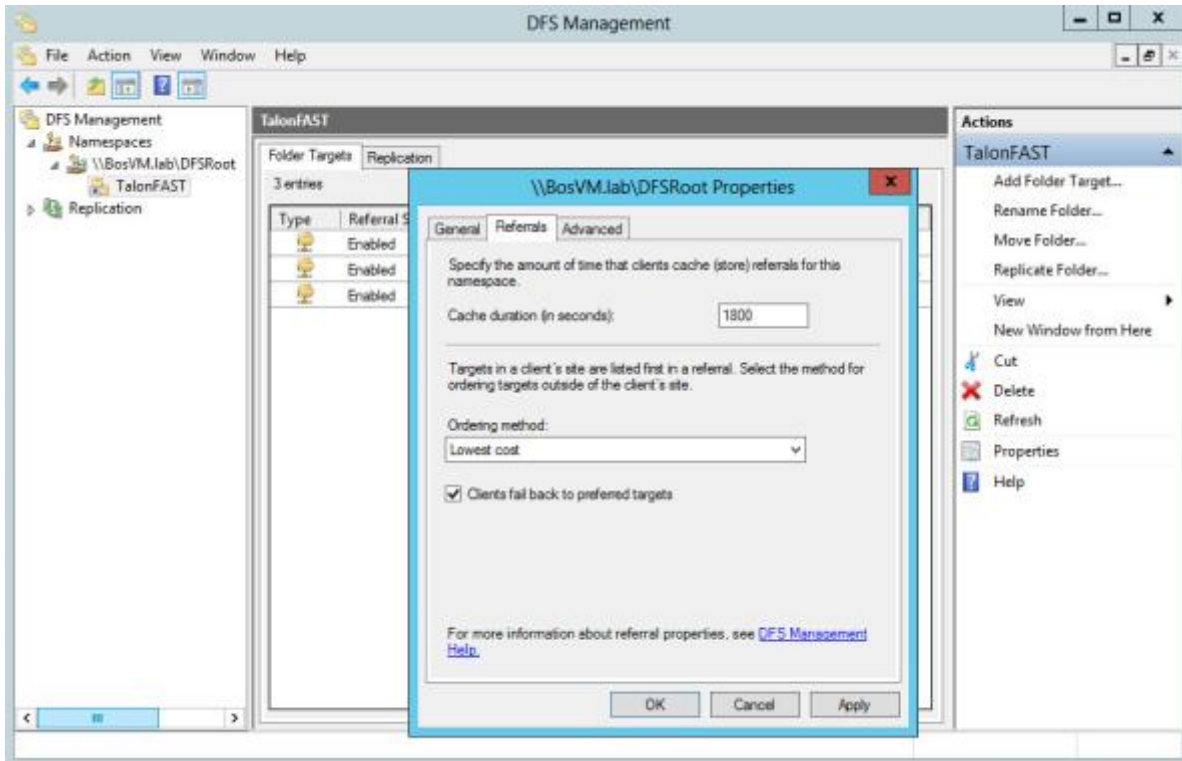 DFS Management
File Action View Window Help
DFS Management
Namespaces
\\BosVM.lab\DFSRoot
TalonFAST
Replication
TalonFAST
Folder Targets Replication
3 entries
Type Referral S
Enabled
Enabled
Enabled
\\BosVM.lab\DFSRoot Properties
General Referrals Advanced
Specify the amount of time that clients cache (store) referrals for this
namespace.
Cache duration (in seconds): 1800
Targets in a client's site are listed first in a referral. Select the method for
ordering targets outside of the client's site.
Ordering method:
Lowest cost
Clients fail back to preferred targets
For more information about referral properties, see DFS Management
Help.
OK Cancel Apply
Actions
TalonFAST
Add Folder Target...
Rename Folder...
Move Folder...
Replicate Folder...
View
New Window from Here
Cut
Delete
Refresh
Properties
Help